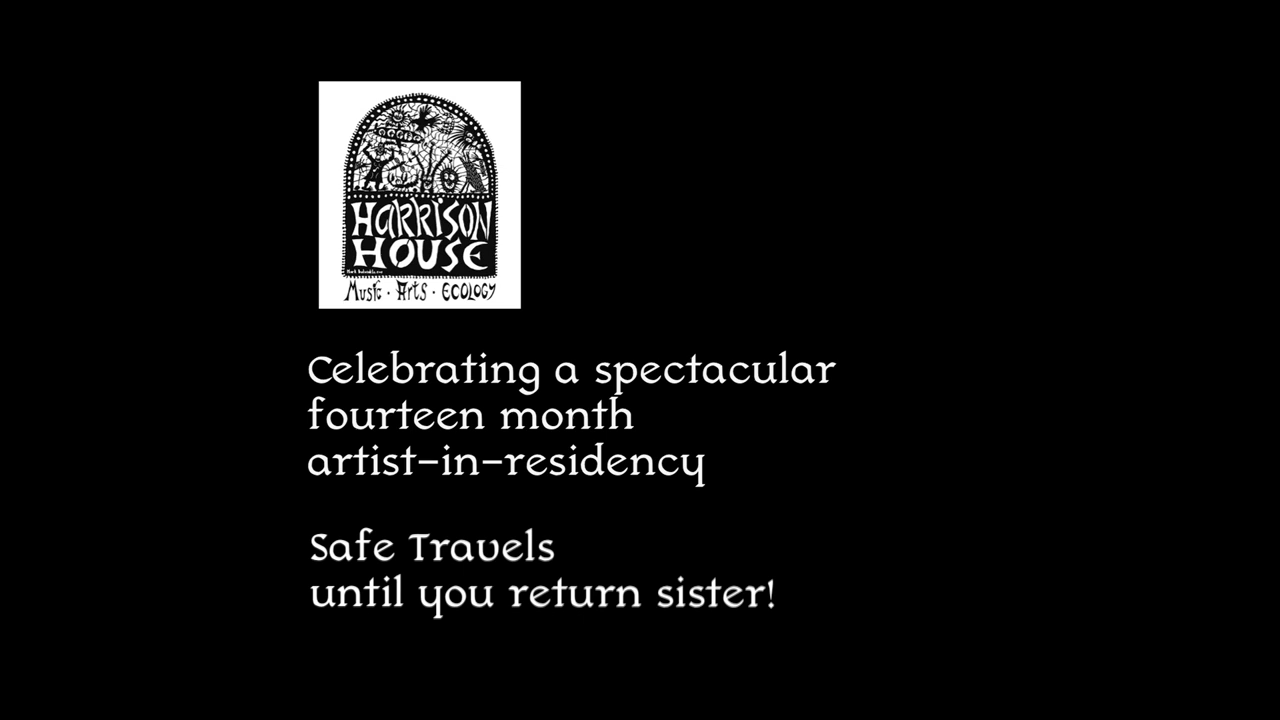 HARRISON
HOUSE
Music · Arts · ECOLOGY
Celebrating a spectacular
fourteen month
artist-in-residency
Safe Travels
until you return sister!